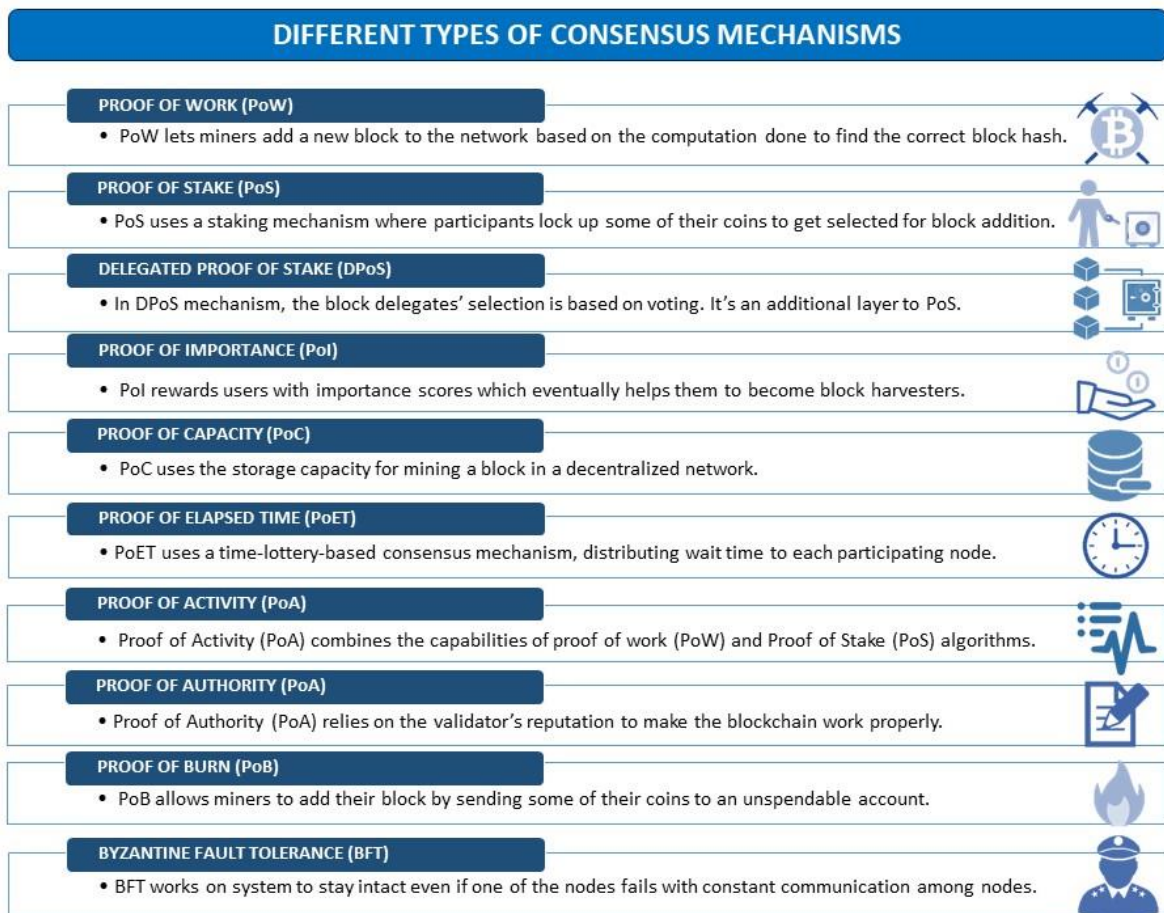 DIFFERENT TYPES OF CONSENSUS MECHANISMS
PROOF OF WORK (PoW)
• PoW lets miners add a new block to the network based on the computation done to find the correct block hash.
PROOF OF STAKE (PoS)
• PoS uses a staking mechanism where participants lock up some of their coins to get selected for block addition.
DELEGATED PROOF OF STAKE (DPoS)
• In DPoS mechanism, the block delegates’ selection is based on voting. It’s an additional layer to PoS.
PROOF OF IMPORTANCE (PoI)
• PoI rewards users with importance scores which eventually helps them to become block harvesters.
PROOF OF CAPACITY (PoC)
• PoC uses the storage capacity for mining a block in a decentralized network.
PROOF OF ELAPSED TIME (PoET)
• PoET uses a time-lottery-based consensus mechanism, distributing wait time to each participating node.
PROOF OF ACTIVITY (PoA)
• Proof of Activity (PoA) combines the capabilities of proof of work (PoW) and Proof of Stake (PoS) algorithms.
PROOF OF AUTHORITY (PoA)
• Proof of Authority (PoA) relies on the validator’s reputation to make the blockchain work properly.
PROOF OF BURN (PoB)
• PoB allows miners to add their block by sending some of their coins to an unspendable account.
BYZANTINE FAULT TOLERANCE (BFT)
• BFT works on system to stay intact even if one of the nodes fails with constant communication among nodes.